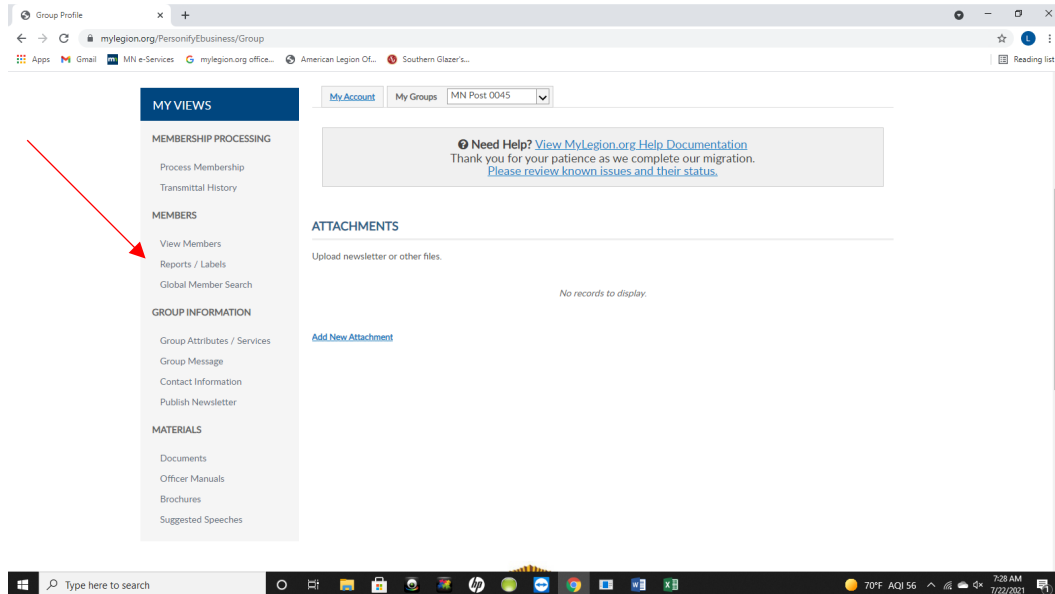 Group Profile
mylegion.org/PersonifyEbusiness/Group
L
Apps
Gmail
MN e-Services
mylegion.org office...
American Legion Of...
Southern Glazer's...
Reading list
MY VIEWS
MEMBERSHIP PROCESSING
Process Membership
Transmittal History
MEMBERS
View Members
Reports / Labels
Global Member Search
GROUP INFORMATION
Group Attributes / Services
Group Message
Contact Information
Publish Newsletter
MATERIALS
Documents
Officer Manuals
Brochures
Suggested Speeches
My Account
My Groups
MN Post 0045
Need Help? View MyLegion.org Help Documentation
Thank you for your patience as we complete our migration.
Please review known issues and their status.
ATTACHMENTS
Upload newsletter or other files.
No records to display.
Add New Attachment
Type here to search
70°F AQI 56
7:28 AM
7/22/2021